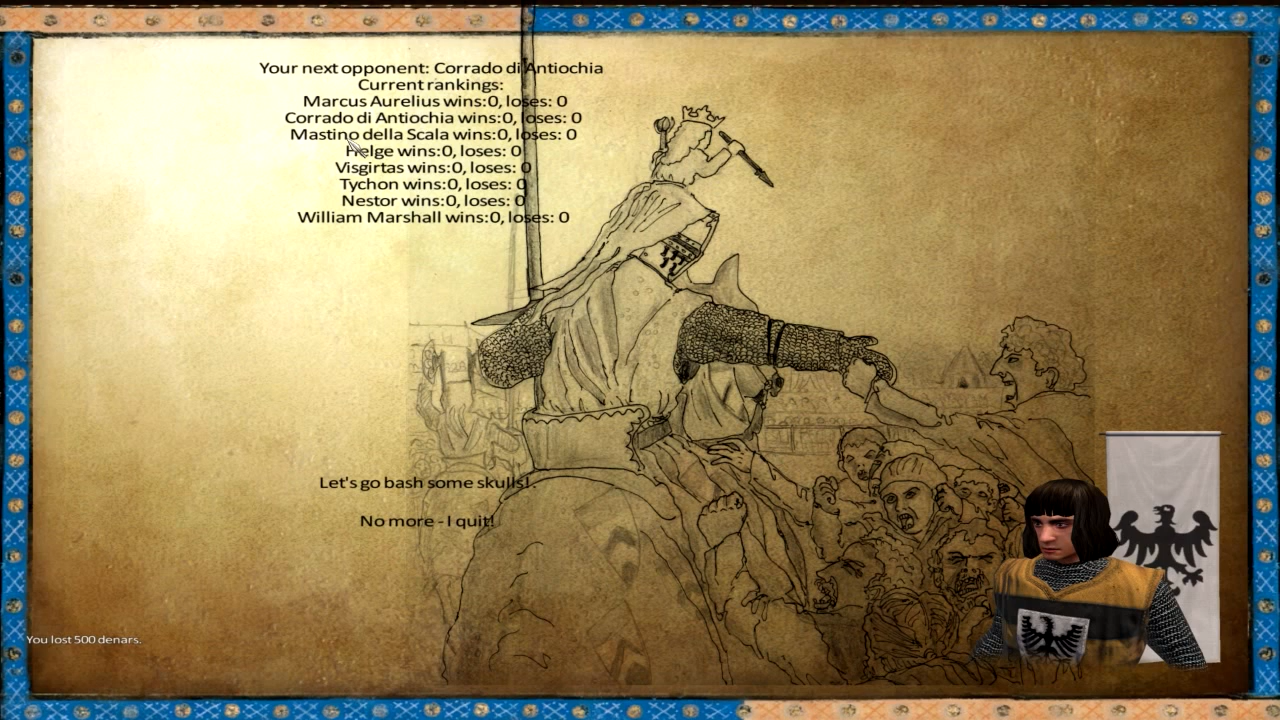 Your next opponent: Corrado di Antiochia
Current rankings:
Marcus Aurelius wins:0, loses: 0
Corrado di Antiochia wins:0, loses: 0
Mastino della Scala wins:0, loses: 0
Helge wins:0, loses: 0
Visgirtas wins:0, loses: 0
Tychon wins:0, loses: 0
Nestor wins:0, loses: 0
William Marshall wins:0, loses: 0
Let's go bash some skulls! .
No more - I quit!
You lost 500 denars.